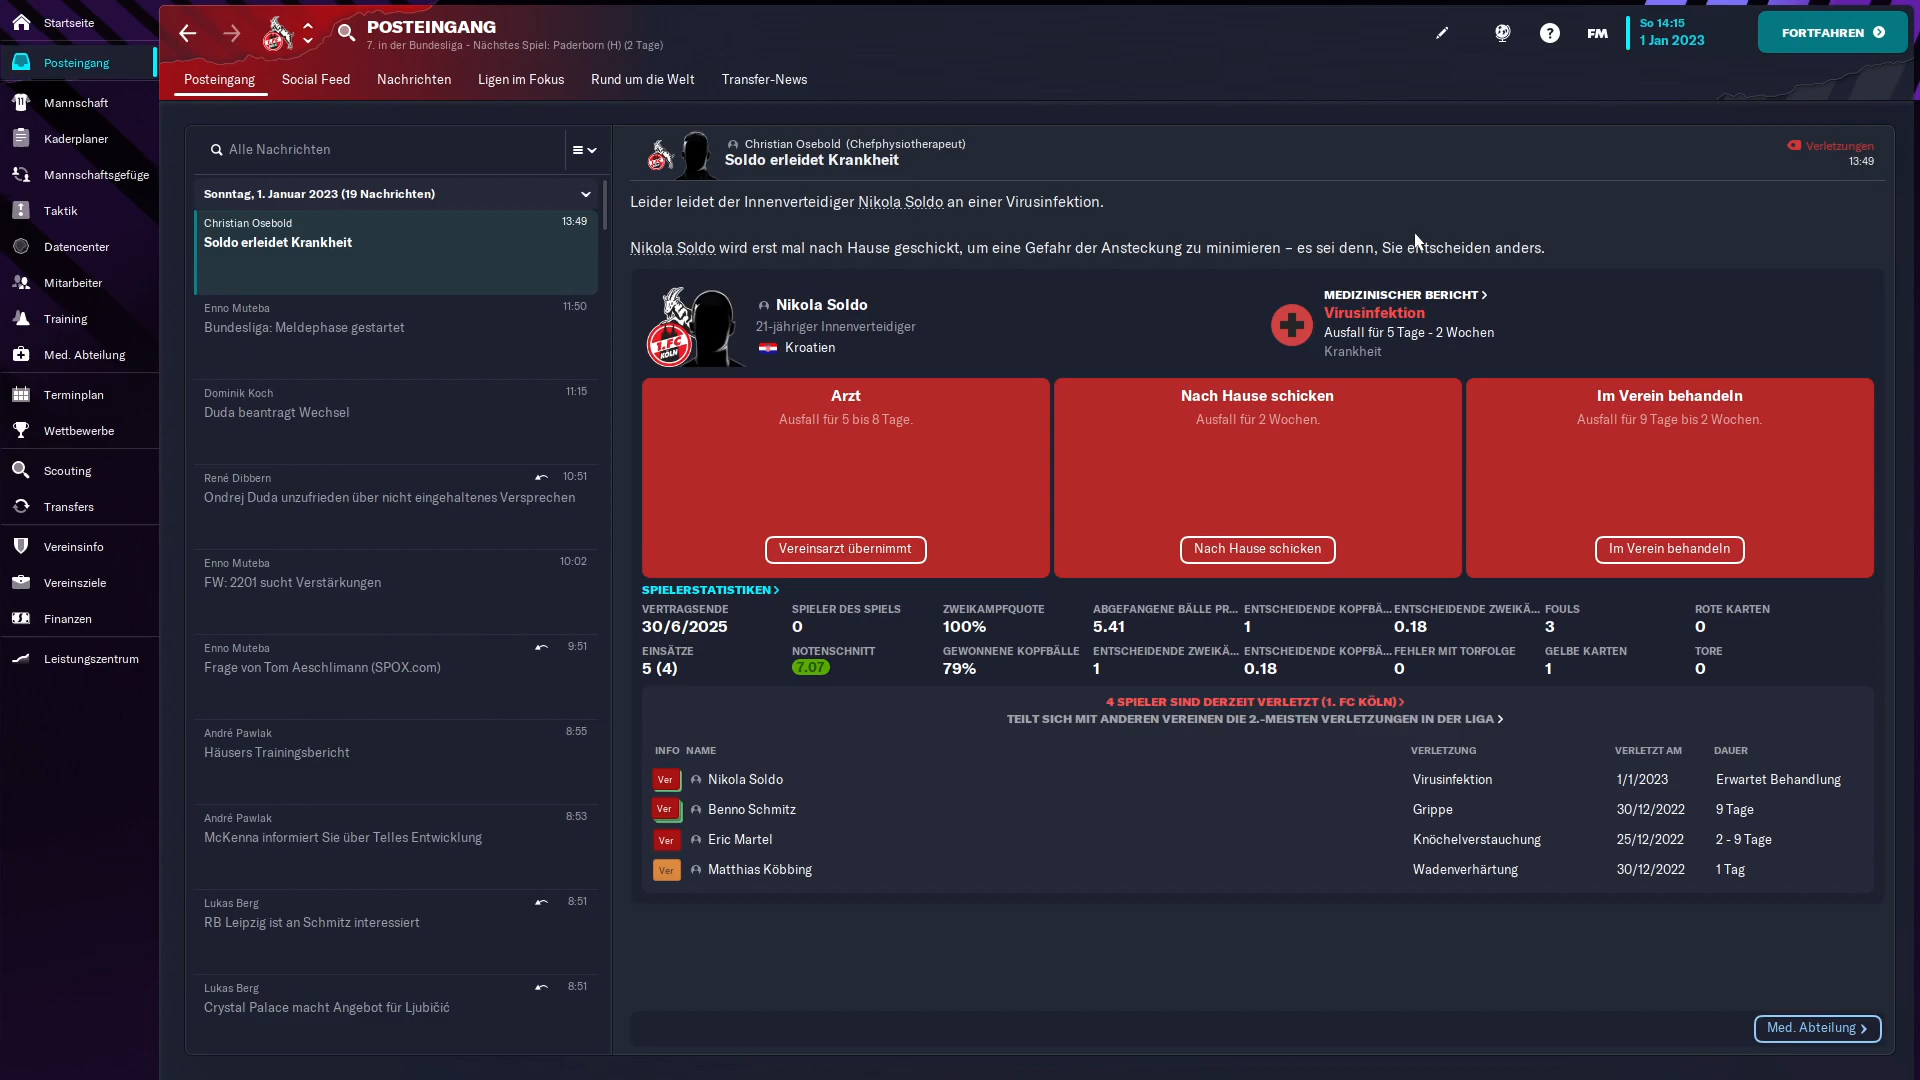 Startseite
Posteingang
Mannschaft
Kaderplaner
Mannschaftsgefüge
Taktik
Datencenter
Mitarbeiter
Training
Med. Abteilung
Terminplan
Wettbewerbe
Scouting
Transfers
Vereinsinfo
Vereinsziele
Finanzen
Leistungszentrum
POSTEINGANG
7. in der Bundesliga - Nächstes Spiel: Paderborn (H) (2 Tage)
FM
So 14:15
1 Jan 2023
FORTFAHREN
Posteingang Social Feed Nachrichten Ligen im Fokus Rund um die Welt Transfer-News
Alle Nachrichten
Sonntag, 1. Januar 2023 (19 Nachrichten)
Christian Osebold 13:49
Soldo erleidet Krankheit
Enno Muteba 11:50
Bundesliga: Meldephase gestartet
Dominik Koch 11:15
Duda beantragt Wechsel
René Dibbern 10:51
Ondrej Duda unzufrieden über nicht eingehaltenes Versprechen
Enno Muteba 10:02
FW: 2201 sucht Verstärkungen
Enno Muteba 9:51
Frage von Tom Aeschlimann (SPOX.com)
André Pawlak 8:55
Häusers Trainingsbericht
André Pawlak 8:53
McKenna informiert Sie über Telles Entwicklung
Lukas Berg 8:51
RB Leipzig ist an Schmitz interessiert
Lukas Berg 8:51
Crystal Palace macht Angebot für Ljubičić
Christian Osebold (Chefphysiotherapeut)
Soldo erleidet Krankheit
Verletzungen
13:49
Leider leidet der Innenverteidiger Nikola Soldo an einer Virusinfektion.
Nikola Soldo wird erst mal nach Hause geschickt, um eine Gefahr der Ansteckung zu minimieren – es sei denn, Sie entscheiden anders.
1.FC
KÖLN
Nikola Soldo
21-jähriger Innenverteidiger
Kroatien
MEDIZINISCHER BERICHT
Virusinfektion
Ausfall für 5 Tage - 2 Wochen
Krankheit
Arzt
Ausfall für 5 bis 8 Tage.
Vereinsarzt übernimmt
Nach Hause schicken
Ausfall für 2 Wochen.
Nach Hause schicken
Im Verein behandeln
Ausfall für 9 Tage bis 2 Wochen.
Im Verein behandeln
SPIELERSTATISTIKEN
VERTRAGSENDE SPIELER DES SPIELS ZWEIKAMPFQUOTE ABGEFANGENE BÄLLE PR... ENTSCHEIDENDE KOPFBÄ... ENTSCHEIDENDE ZWEIKÄ... FOULS ROTE KARTEN
30/6/2025 0 100% 5.41 1 0.18 3 0
EINSÄTZE NOTENSCHNITT GEWONNENE KOPFBÄLLE ENTSCHEIDENDE ZWEIKÄ... ENTSCHEIDENDE KOPFBÄ... FEHLER MIT TORFOLGE GELBE KARTEN TORE
5 (4) 7.07 79% 1 0.18 0 1 0
4 SPIELER SIND DERZEIT VERLETZT (1. FC KÖLN)
TEILT SICH MIT ANDEREN VEREINEN DIE 2.-MEISTEN VERLETZUNGEN IN DER LIGA
INFO NAME VERLETZUNG VERLETZT AM DAUER
Ver Nikola Soldo Virusinfektion 1/1/2023 Erwartet Behandlung
Ver Benno Schmitz Grippe 30/12/2022 9 Tage
Ver Eric Martel Knöchelverstauchung 25/12/2022 2 - 9 Tage
Ver Matthias Köbbing Wadenverhärtung 30/12/2022 1 Tag
Med. Abteilung